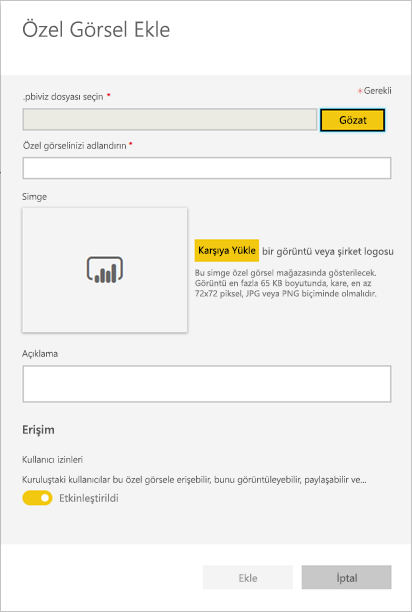 Özel Görsel Ekle
*Gerekli
.pbiviz dosyası seçin *
Gözat
Özel görselinizi adlandırın *
Simge
Karşıya Yükle bir görüntü veya şirket logosu
Bu simge özel görsel mağazasında gösterilecek.
Görüntü en fazla 65 KB boyutunda, kare, en az
72x72 piksel, JPG veya PNG biçiminde olmalıdır.
Açıklama
Erişim
Kullanıcı izinleri
Kuruluştaki kullanıcılar bu özel görsele erişebilir, bunu görüntüleyebilir, paylaşabilir ve...
Etkinleştirildi
Ekle
İptal